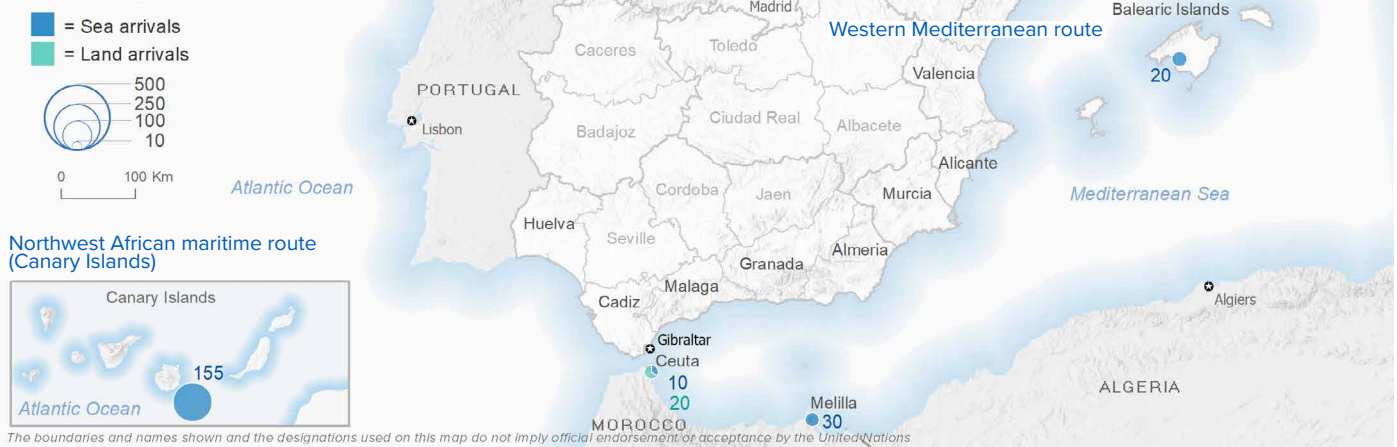 = Sea arrivals
= Land arrivals
500
250
100
10
0 100 Km
Madrid
Balearic Islands
Western Mediterranean route
Caceres
Toledo
Valencia
20
PORTUGAL
Lisbon
Badajoz
Ciudad Real
Albacete
Alicante
Atlantic Ocean
Cordoba
Jaen
Murcia
Mediterranean Sea
Huelva
Seville
Almeria
Granada
Malaga
Cadiz
Algiers
Northwest African maritime route
(Canary Islands)
Canary Islands
155
Atlantic Ocean
Gibraltar
Ceuta
10
20
MOROCCO
Melilla
30
ALGERIA
The boundaries and names shown and the designations used on this map do not imply official endorsement or acceptance by the United Nations